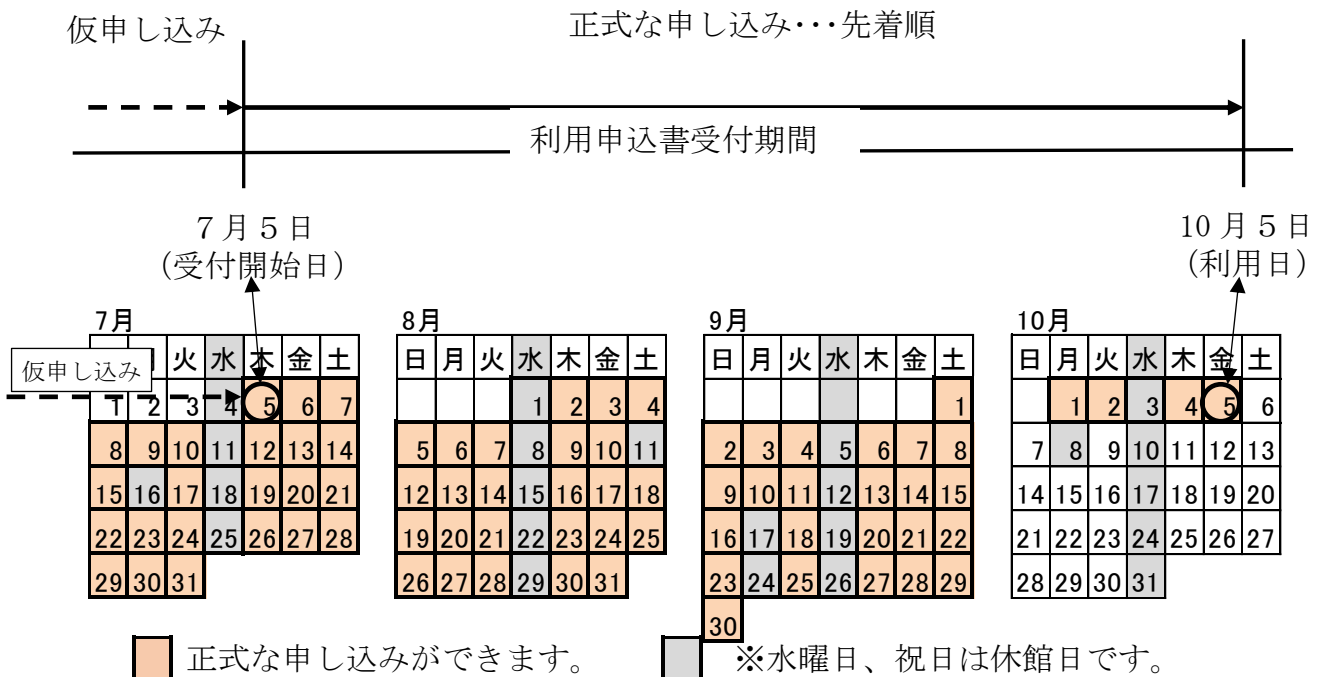 仮申し込み
正式な申し込み･･･先着順
利用申込書受付期間
7月5日
(受付開始日)
10月5日
(利用日)
7月
火 水 木 金 土
仮申し込み
1 2 3 4 5 6 7
8 9 10 11 12 13 14
15 16 17 18 19 20 21
22 23 24 25 26 27 28
29 30 31
8月
日 月 火 水 木 金 土
1 2 3 4
5 6 7 8 9 10 11
12 13 14 15 16 17 18
19 20 21 22 23 24 25
26 27 28 29 30 31
9月
日 月 火 水 木 金 土
1
2 3 4 5 6 7 8
9 10 11 12 13 14 15
16 17 18 19 20 21 22
23 24 25 26 27 28 29
30
10月
日 月 火 水 木 金 土
1 2 3 4 5 6
7 8 9 10 11 12 13
14 15 16 17 18 19 20
21 22 23 24 25 26 27
28 29 30 31
正式な申し込みができます。
※水曜日、祝日は休館日です。